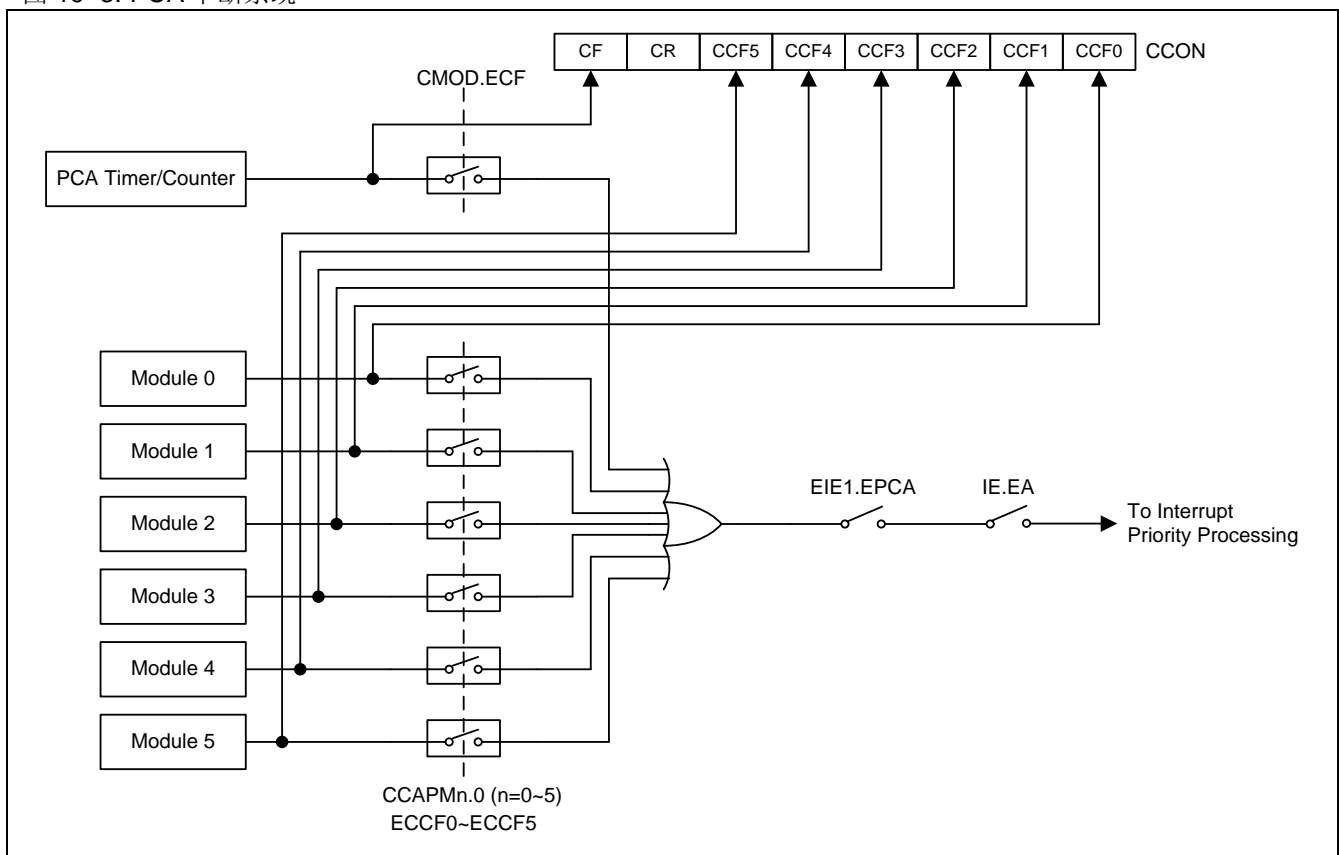 CF CR CCF5 CCF4 CCF3 CCF2 CCF1 CCF0 CCON
CMOD.ECF
PCA Timer/Counter
Module 0
Module 1
Module 2
Module 3
Module 4
Module 5
EIE1.EPCA
IE.EA
To Interrupt
Priority Processing
CCAPMn.0 (n=0~5)
ECCF0~ECCF5